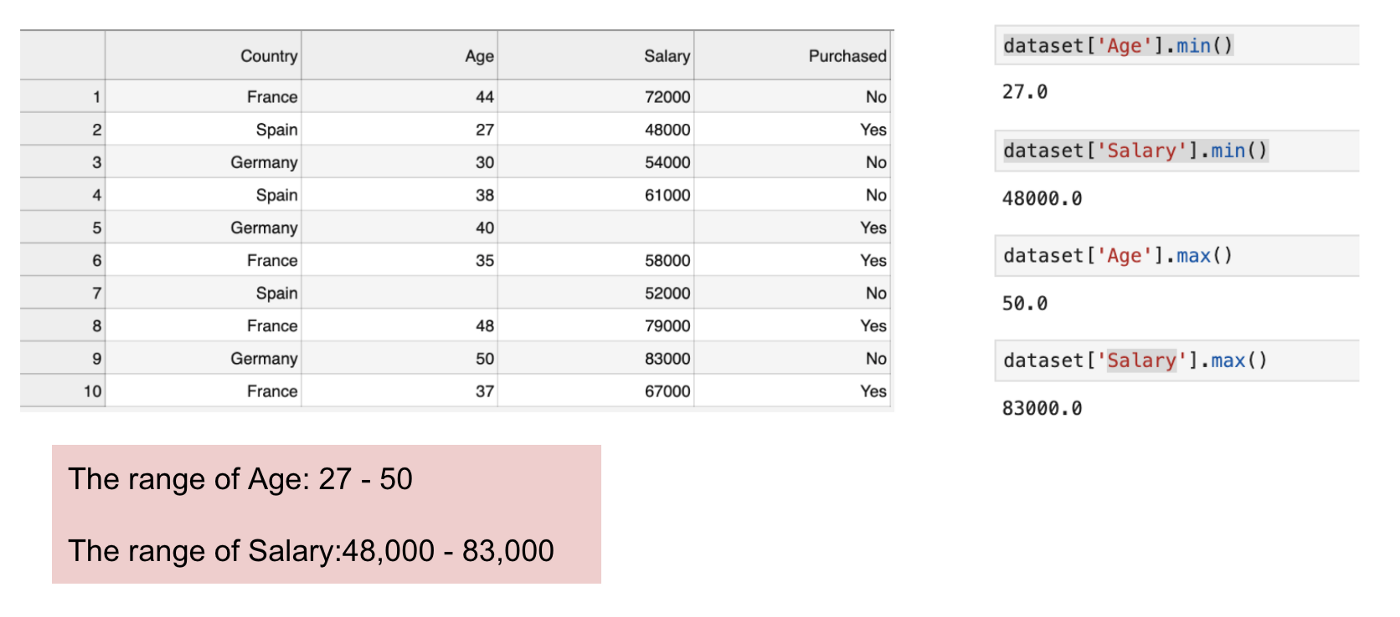 Country Age Salary Purchased
1 France 44 72000 No
2 Spain 27 48000 Yes
3 Germany 30 54000 No
4 Spain 38 61000 No
5 Germany 40 Yes
6 France 35 58000 Yes
7 Spain 52000 No
8 France 48 79000 Yes
9 Germany 50 83000 No
10 France 37 67000 Yes
dataset['Age'].min()
27.0
dataset['Salary'].min()
48000.0
dataset['Age'].max()
50.0
dataset['Salary'].max()
83000.0
The range of Age: 27 - 50
The range of Salary:48,000 - 83,000